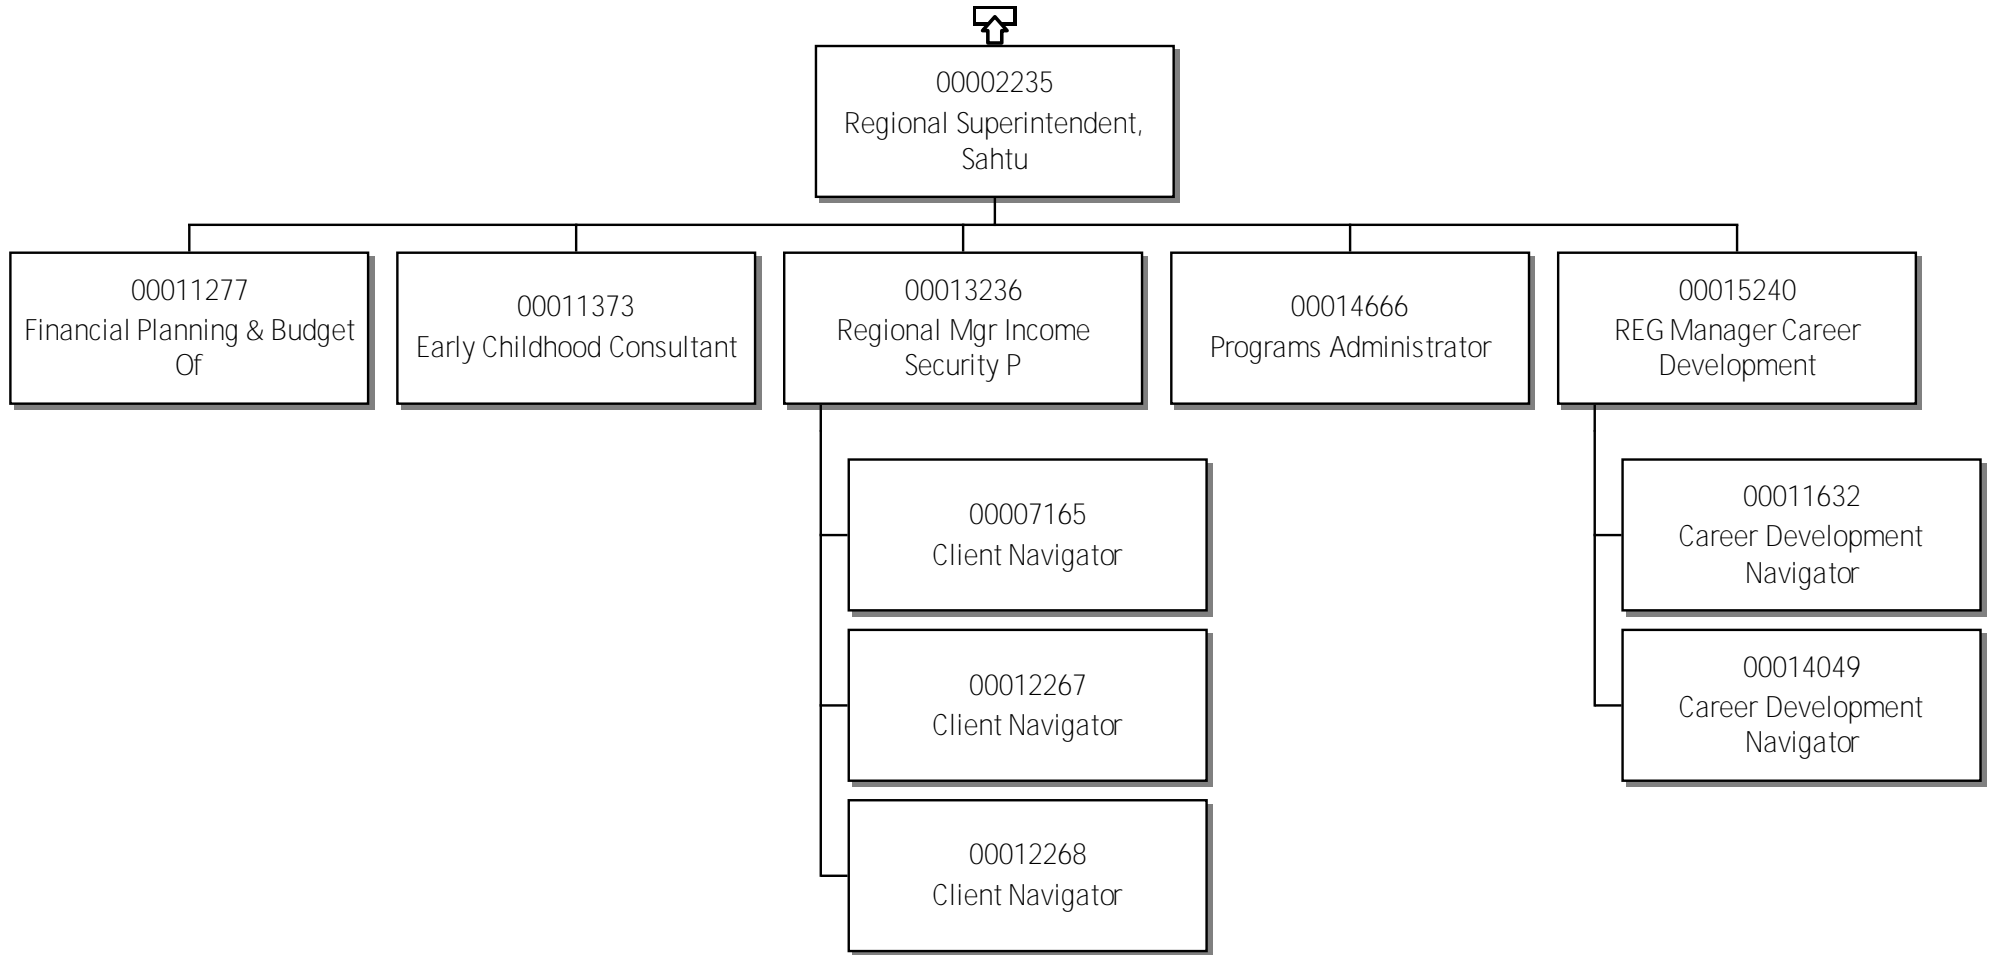 00002235
Regional Superintendent,
Sahtu
00011277
Financial Planning & Budget
Of
00011373
Early Childhood Consultant
00013236
Regional Mgr Income
Security P
00014666
Programs Administrator
00015240
REG Manager Career
Development
00007165
Client Navigator
00012267
Client Navigator
00012268
Client Navigator
00011632
Career Development
Navigator
00014049
Career Development
Navigator